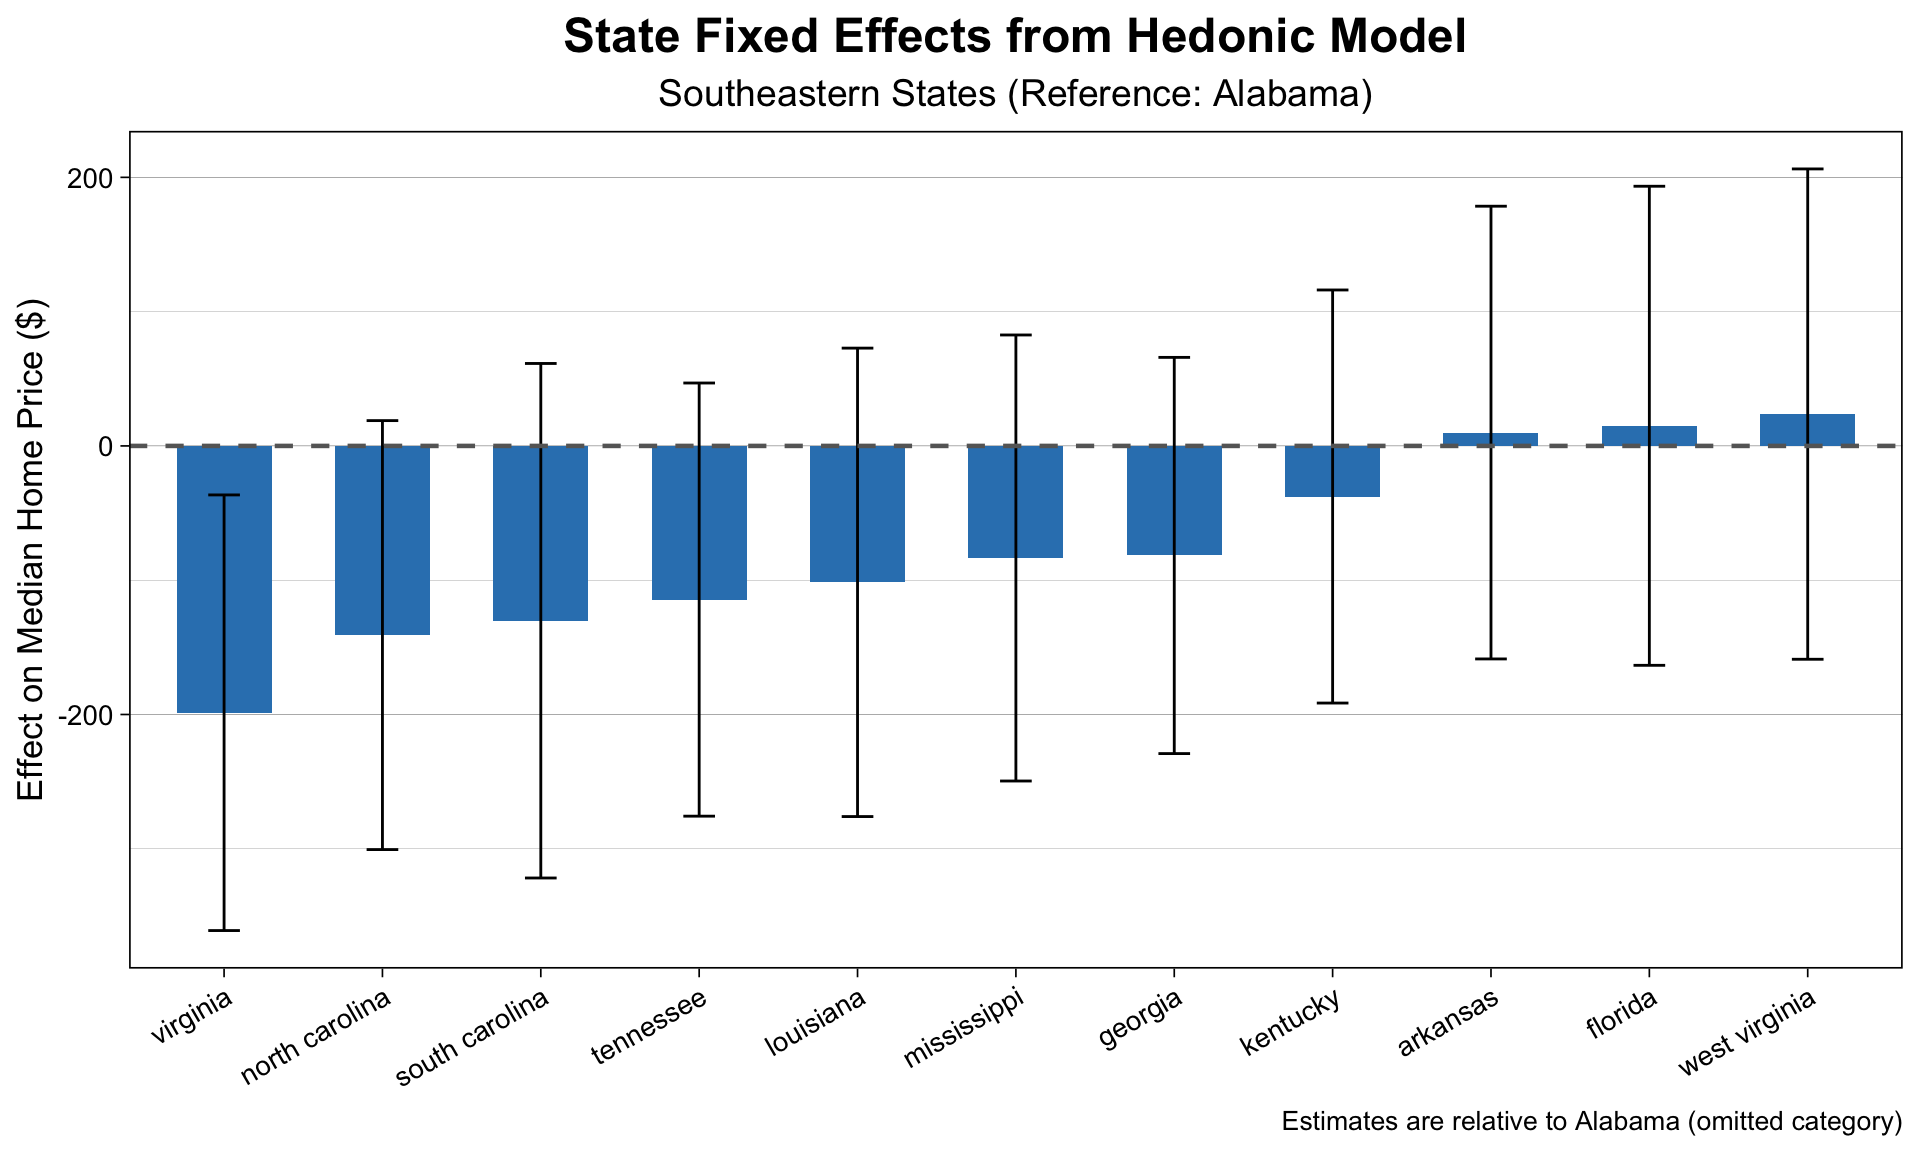 State Fixed Effects from Hedonic Model
Southeastern States (Reference: Alabama)
Effect on Median Home Price ($)
200
0
-200
virginia
north carolina
south carolina
tennessee
louisiana
mississippi
georgia
kentucky
arkansas
florida
west virginia
Estimates are relative to Alabama (omitted category)